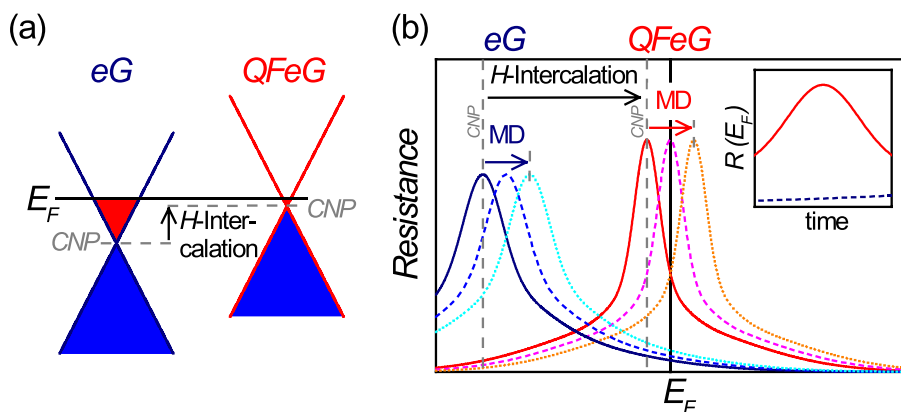 (a)
eG
QFeG
E_F
CNP
CNP
H-Inter-
calation
(b)
eG
QFeG
H-Intercalation
MD
MD
CNP
CNP
Resistance
E_F
R (E_F)
time